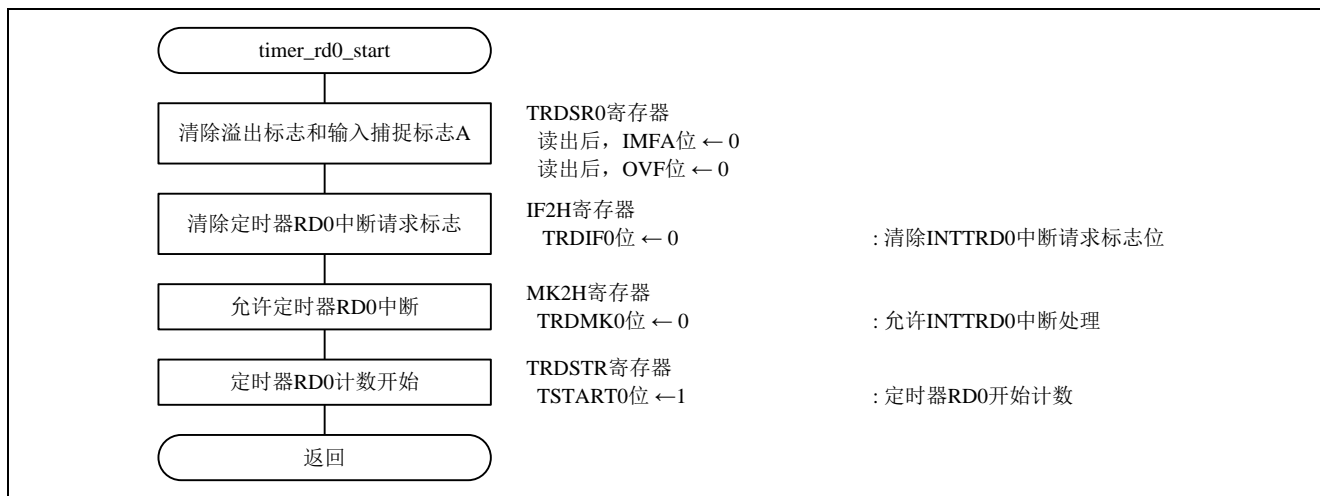 timer_rd0_start
清除溢出标志和输入捕捉标志A
TRDSR0寄存器
读出后，IMFA位 ← 0
读出后，OVF位 ← 0
清除定时器RD0中断请求标志
IF2H寄存器
TRDIF0位 ← 0 : 清除INTTRD0中断请求标志位
允许定时器RD0中断
MK2H寄存器
TRDMK0位 ← 0 : 允许INTTRD0中断处理
定时器RD0计数开始
TRDSTR寄存器
TSTART0位 ←1 : 定时器RD0开始计数
返回